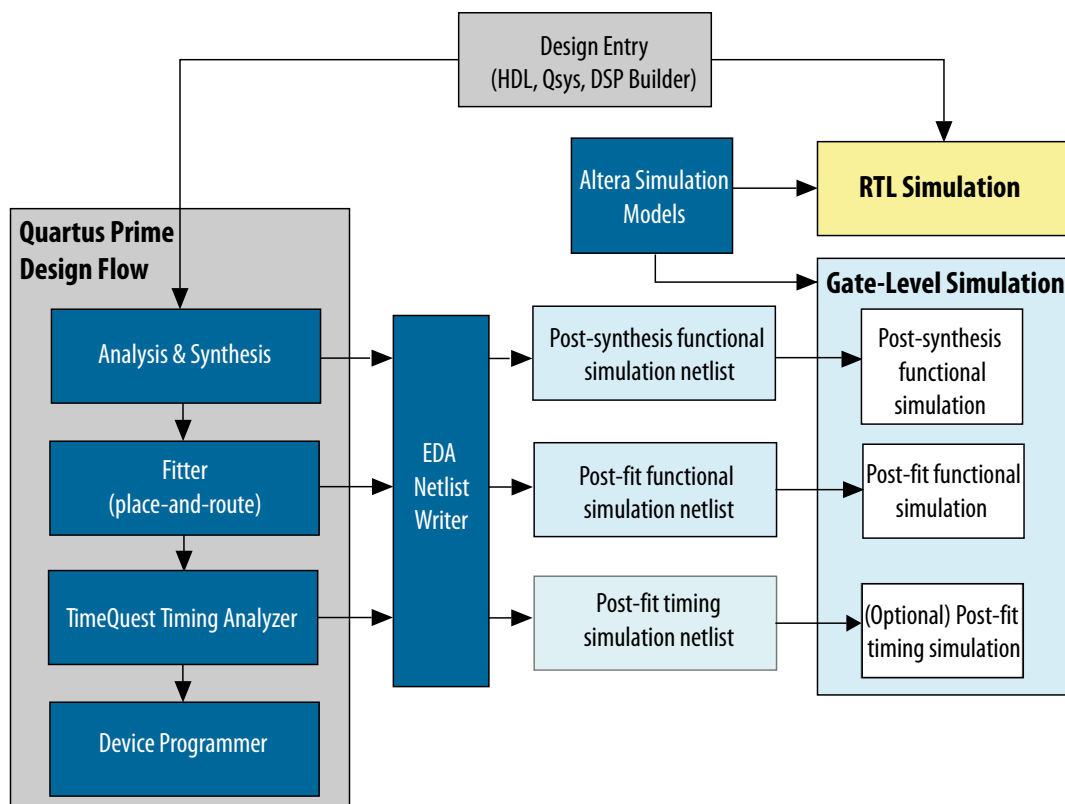 Design Entry
(HDL, Qsys, DSP Builder)
Altera Simulation
Models
RTL Simulation
Quartus Prime
Design Flow
Gate-Level Simulation
Analysis & Synthesis
EDA
Netlist
Writer
Post-synthesis functional
simulation netlist
Post-synthesis
functional
simulation
Fitter
(place-and-route)
Post-fit functional
simulation netlist
Post-fit functional
simulation
TimeQuest Timing Analyzer
Post-fit timing
simulation netlist
(Optional) Post-fit
timing simulation
Device Programmer